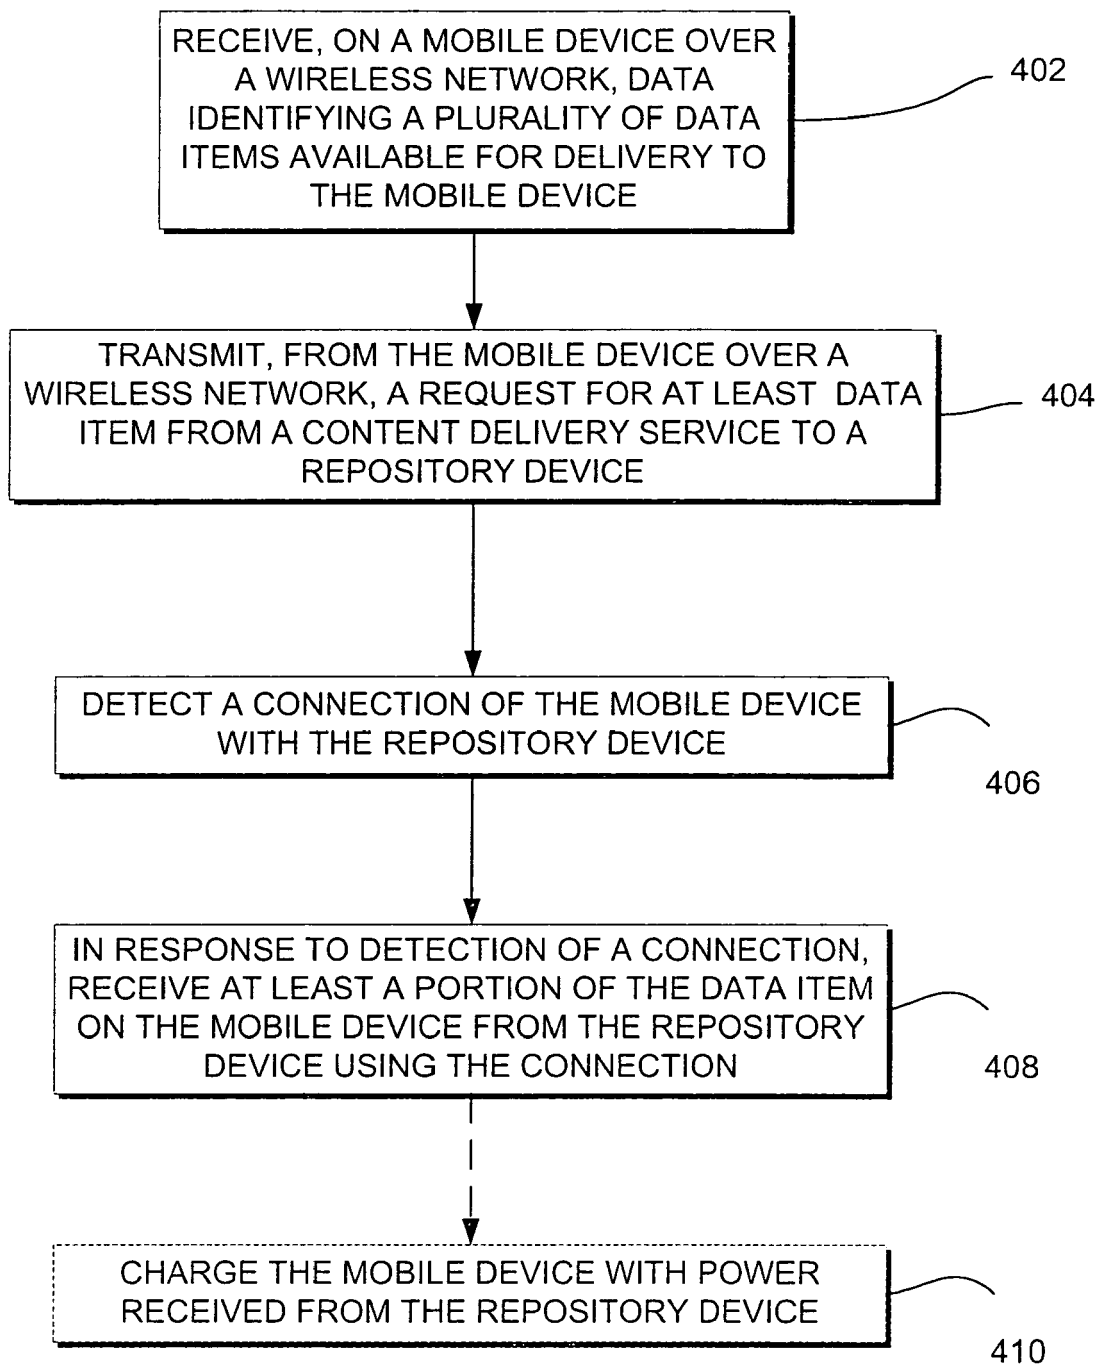 RECEIVE, ON A MOBILE DEVICE OVER
A WIRELESS NETWORK, DATA
IDENTIFYING A PLURALITY OF DATA
ITEMS AVAILABLE FOR DELIVERY TO
THE MOBILE DEVICE
402
TRANSMIT, FROM THE MOBILE DEVICE OVER A
WIRELESS NETWORK, A REQUEST FOR AT LEAST DATA
ITEM FROM A CONTENT DELIVERY SERVICE TO A
REPOSITORY DEVICE
404
DETECT A CONNECTION OF THE MOBILE DEVICE
WITH THE REPOSITORY DEVICE
406
IN RESPONSE TO DETECTION OF A CONNECTION,
RECEIVE AT LEAST A PORTION OF THE DATA ITEM
ON THE MOBILE DEVICE FROM THE REPOSITORY
DEVICE USING THE CONNECTION
408
CHARGE THE MOBILE DEVICE WITH POWER
RECEIVED FROM THE REPOSITORY DEVICE
410